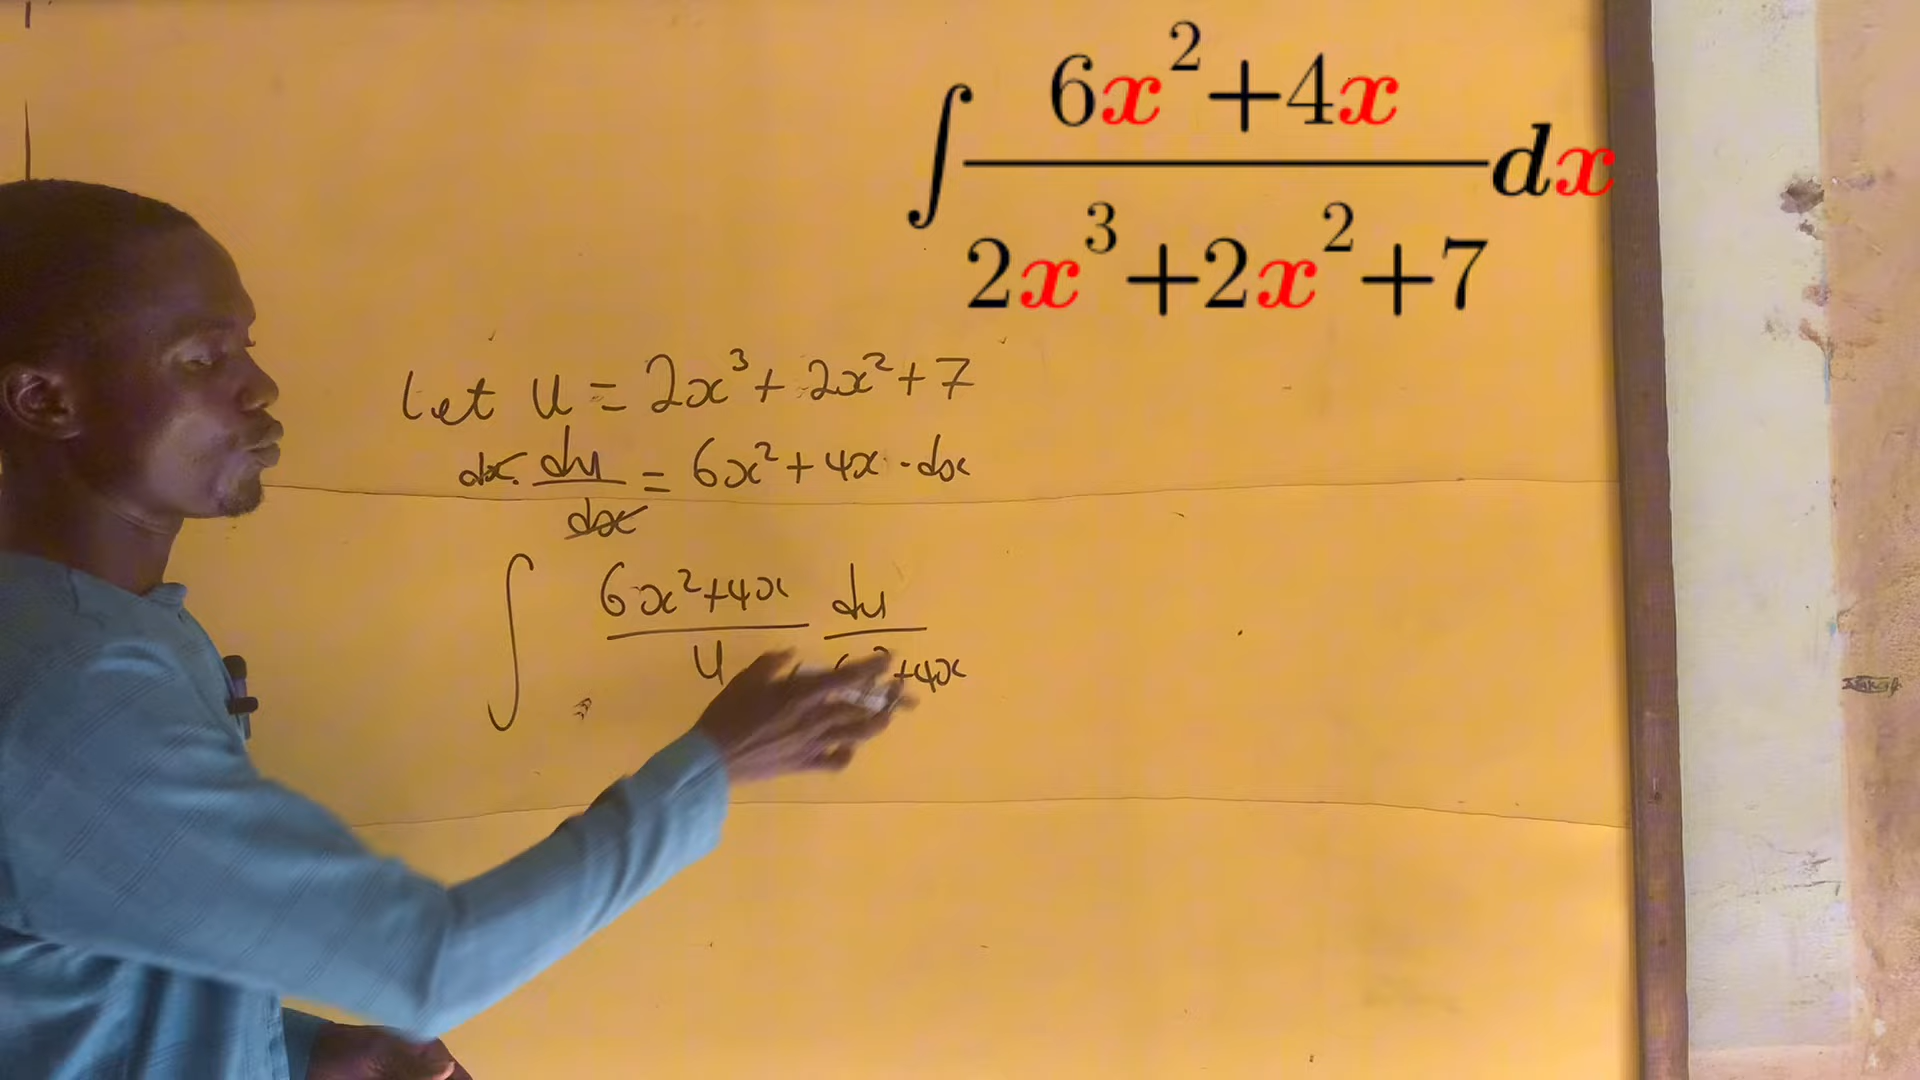 ∫ 6x²+4x / 2x³+2x²+7 dx
Let u = 2x³ + 2x² + 7
dx · du/dx = 6x² + 4x · dx
∫ 6x²+4x / u du / +4x